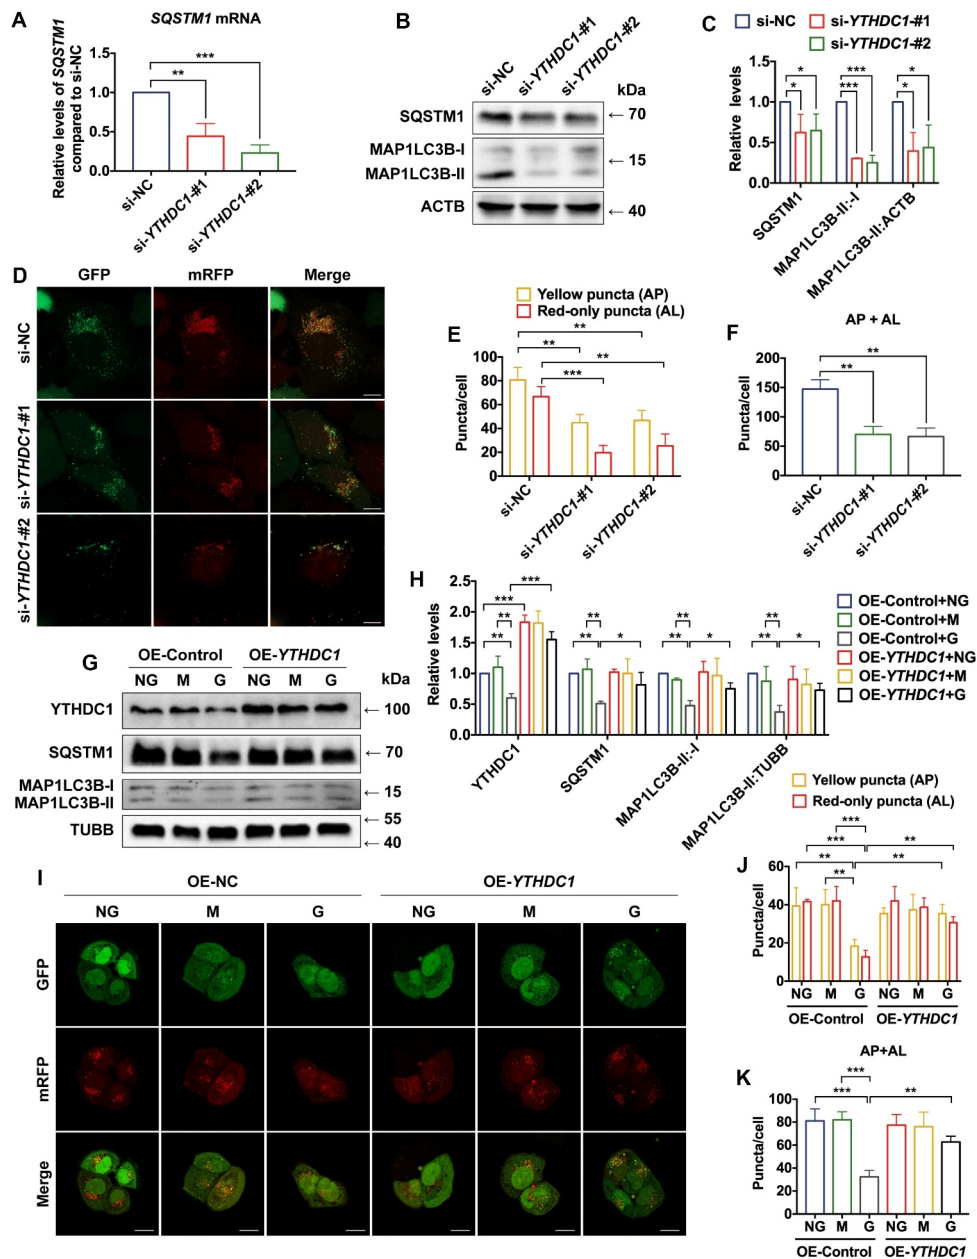 A
SQSTM1 mRNA
Relative levels of SQSTM1
compared to si-NC
1.5
1.0
0.5
0.0
***
**
si-NC
si-YTHDC1-#1
si-YTHDC1-#2
B
si-NC
si-YTHDC1-#1
si-YTHDC1-#2
kDa
SQSTM1
← 70
MAP1LC3B-I
← 15
MAP1LC3B-II
ACTB
← 40
C
si-NC
si-YTHDC1-#1
si-YTHDC1-#2
Relative levels
1.5
1.0
0.5
0.0
* *** *
* *** *
SQSTM1
MAP1LC3B-II:-I
MAP1LC3B-II:ACTB
D
GFP
mRFP
Merge
si-NC
si-YTHDC1-#1
si-YTHDC1-#2
E
Yellow puncta (AP)
Red-only puncta (AL)
Puncta/cell
100
80
60
40
20
0
**
**
**
***
si-NC
si-YTHDC1-#1
si-YTHDC1-#2
F
AP + AL
Puncta/cell
200
150
100
50
0
**
**
si-NC
si-YTHDC1-#1
si-YTHDC1-#2
G
OE-Control OE-YTHDC1
NG M G NG M G
kDa
YTHDC1
← 100
SQSTM1
← 70
MAP1LC3B-I
← 15
MAP1LC3B-II
TUBB
← 55
← 40
H
Relative levels
2.5
2.0
1.5
1.0
0.5
0.0
***
***
** ** ** **
** ** * ** * ** *
YTHDC1
SQSTM1
MAP1LC3B-II:-I
MAP1LC3B-II:TUBB
OE-Control+NG
OE-Control+M
OE-Control+G
OE-YTHDC1+NG
OE-YTHDC1+M
OE-YTHDC1+G
I
OE-NC
OE-YTHDC1
NG M G NG M G
GFP
mRFP
Merge
J
Yellow puncta (AP)
Red-only puncta (AL)
Puncta/cell
60
40
20
0
***
*** **
** **
**
NG M G NG M G
OE-Control OE-YTHDC1
K
AP+AL
Puncta/cell
100
80
60
40
20
0
***
*** **
NG M G NG M G
OE-Control OE-YTHDC1